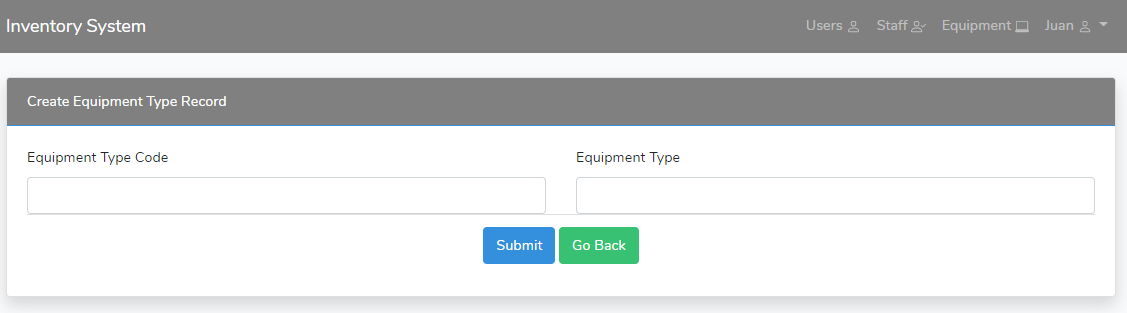 Inventory System
Users
Staff
Equipment
Juan
Create Equipment Type Record
Equipment Type Code
Equipment Type
Submit
Go Back